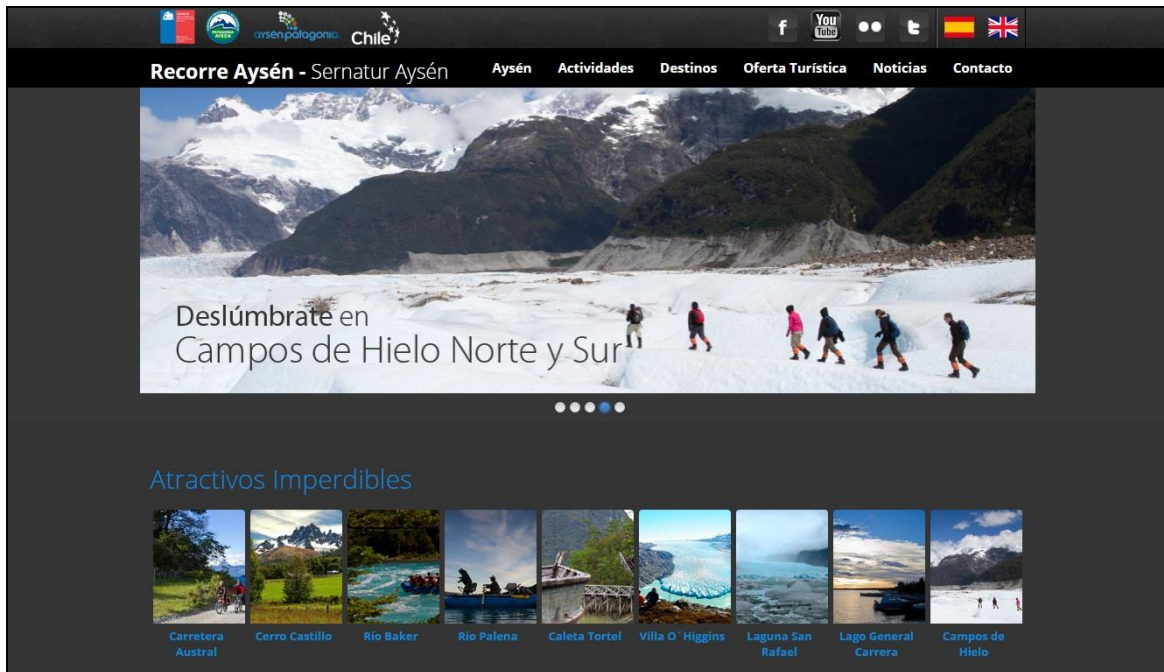 PATAGONIA
AYSÉN
aysénpatagonia.
Chile
f
You
Tube
t
Recorre Aysén - Sernatur Aysén
Aysén
Actividades
Destinos
Oferta Turística
Noticias
Contacto
Deslúmbrate en
Campos de Hielo Norte y Sur
Atractivos Imperdibles
Carretera
Austral
Cerro Castillo
Río Baker
Rio Palena
Caleta Tortel
Villa O´Higgins
Laguna San
Rafael
Lago General
Carrera
Campos de
Hielo